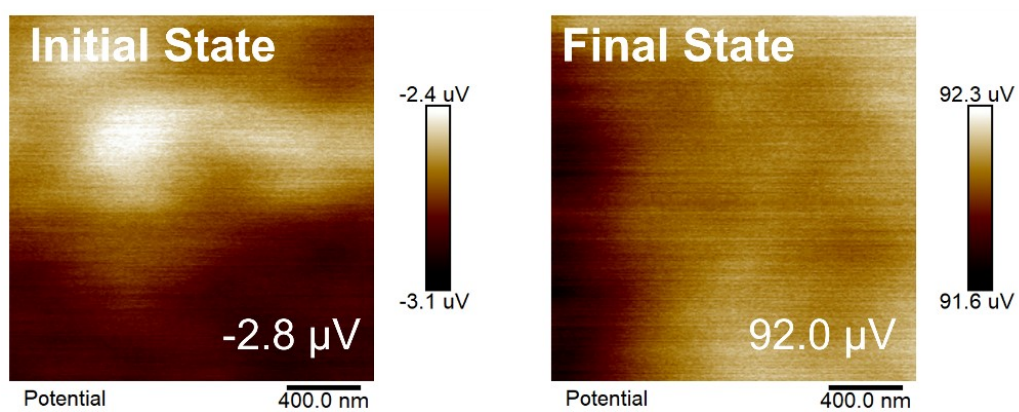 Initial State
-2.4 uV
-3.1 uV
-2.8 µV
Potential
400.0 nm
Final State
92.3 uV
91.6 uV
92.0 µV
Potential
400.0 nm